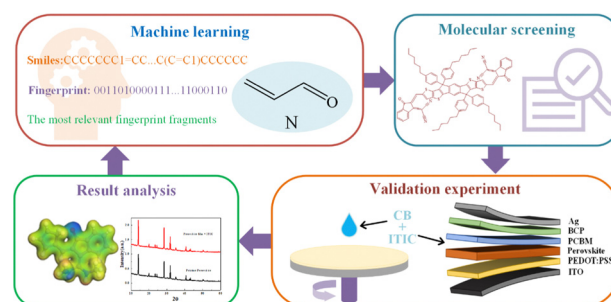 Machine learning
Smiles:CCCCCCC1=CC...C(C=C1)CCCCCC
Fingerprint: 0011010000111...11000110
The most relevant fingerprint fragments
O
N
Molecular screening
Result analysis
Intensity(a.u.)
2θ
Validation experiment
CB
+
ITIC
Ag
BCP
PCBM
Perovskite
PEDOT:PSS
ITO